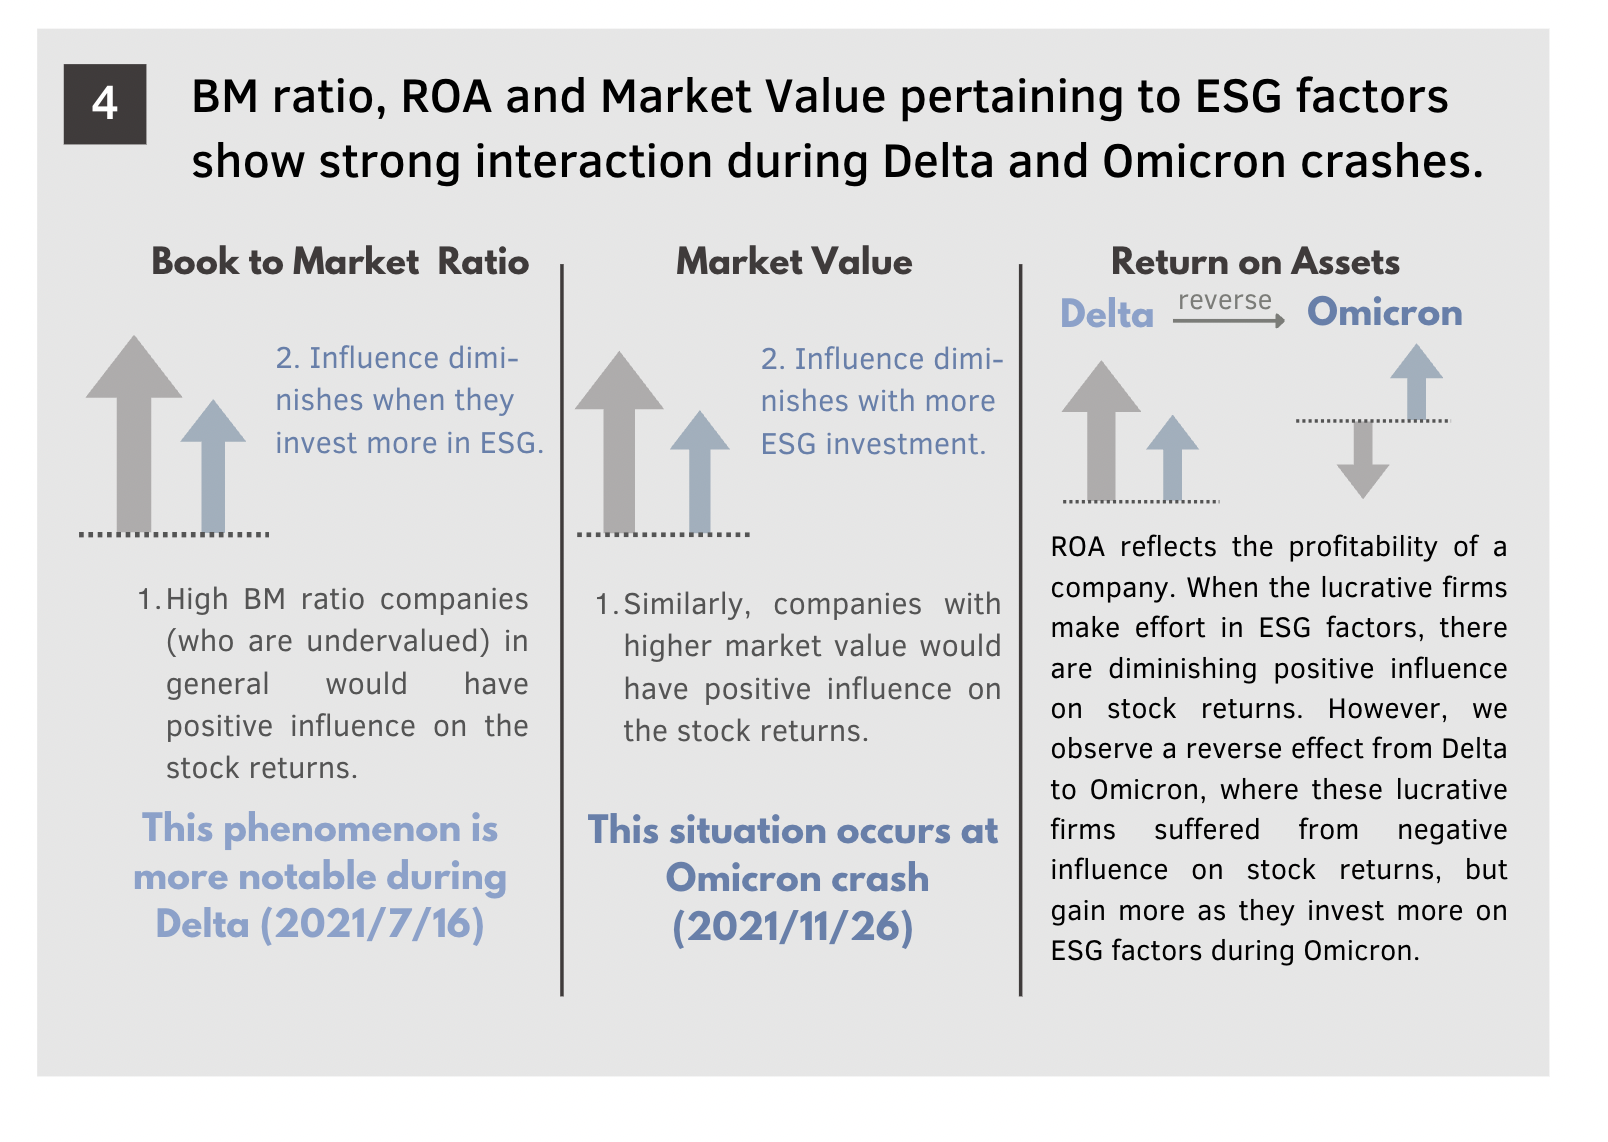 4
BM ratio, ROA and Market Value pertaining to ESG factors
show strong interaction during Delta and Omicron crashes.
Book to Market Ratio
2. Influence dimi-
nishes when they
invest more in ESG.
1. High BM ratio companies
(who are undervalued) in
general would have
positive influence on the
stock returns.
This phenomenon is
more notable during
Delta (2021/7/16)
Market Value
2. Influence dimi-
nishes with more
ESG investment.
1. Similarly, companies with
higher market value would
have positive influence on
the stock returns.
This situation occurs at
Omicron crash
(2021/11/26)
Return on Assets
Delta reverse Omicron
ROA reflects the profitability of a
company. When the lucrative firms
make effort in ESG factors, there
are diminishing positive influence
on stock returns. However, we
observe a reverse effect from Delta
to Omicron, where these lucrative
firms suffered from negative
influence on stock returns, but
gain more as they invest more on
ESG factors during Omicron.